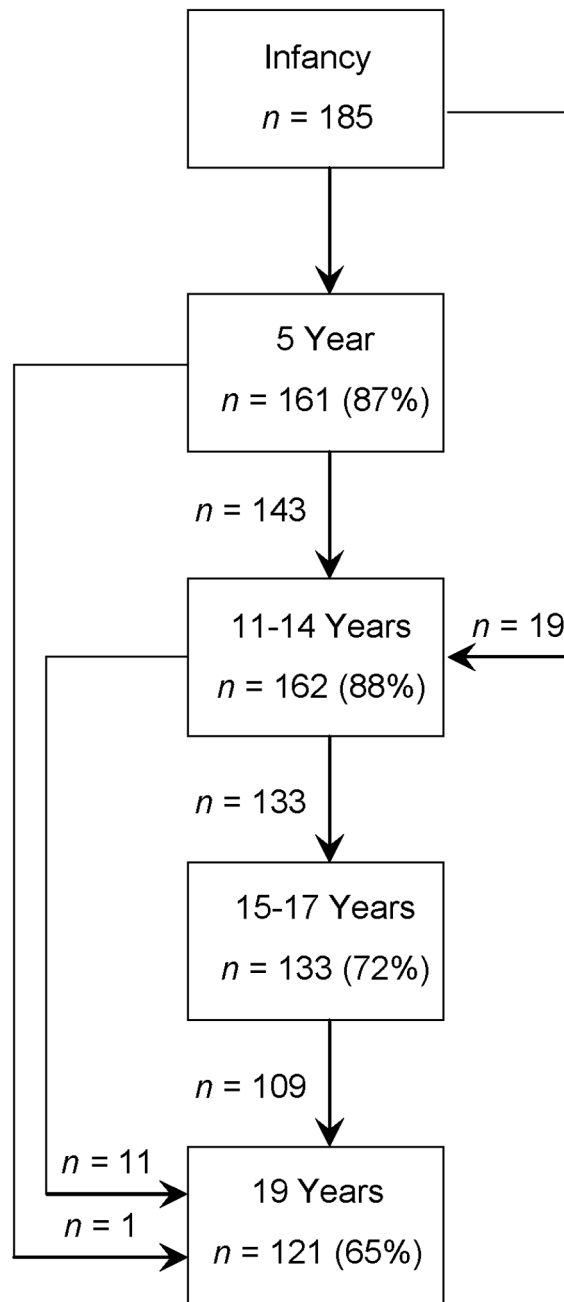 Infancy
n = 185
5 Year
n = 161 (87%)
n = 143
11-14 Years
n = 19
n = 162 (88%)
n = 133
15-17 Years
n = 133 (72%)
n = 109
n = 11
19 Years
n = 1
n = 121 (65%)